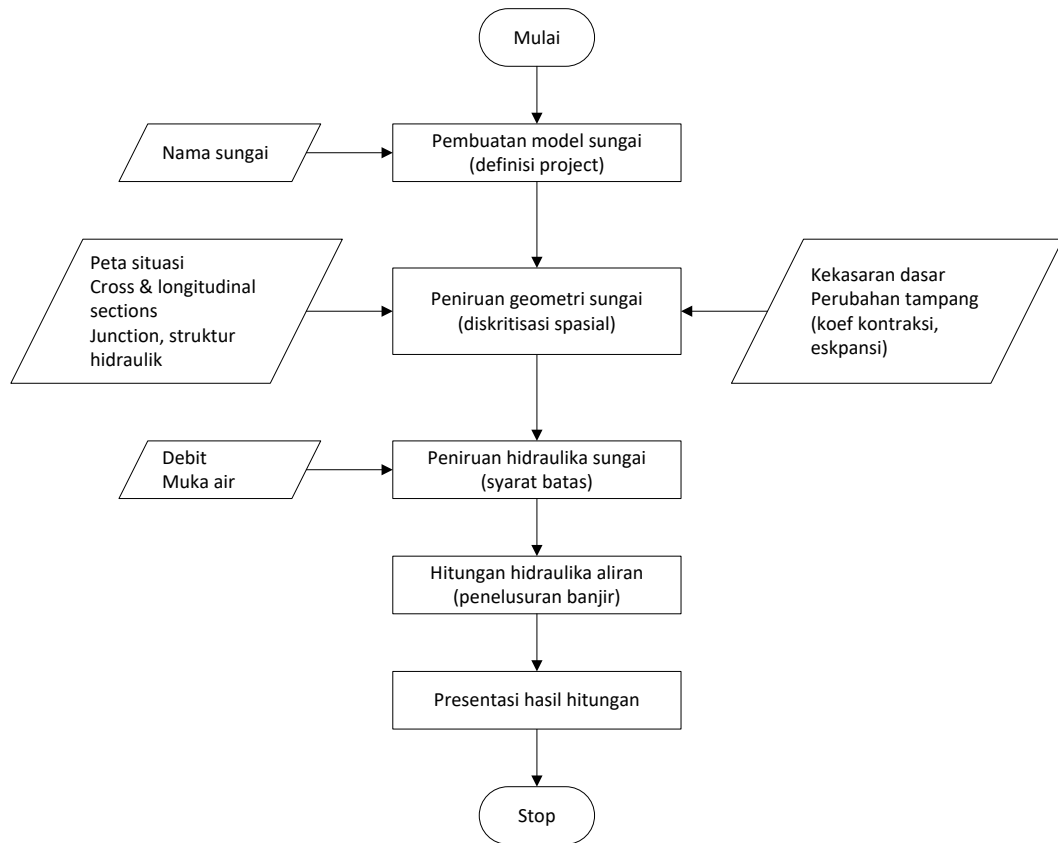 Mulai
Nama sungai
Pembuatan model sungai
(definisi project)
Peta situasi
Cross & longitudinal
sections
Junction, struktur
hidraulik
Peniruan geometri sungai
(diskritisasi spasial)
Kekasaran dasar
Perubahan tampang
(koef kontraksi,
eskpansi)
Debit
Muka air
Peniruan hidraulika sungai
(syarat batas)
Hitungan hidraulika aliran
(penelusuran banjir)
Presentasi hasil hitungan
Stop